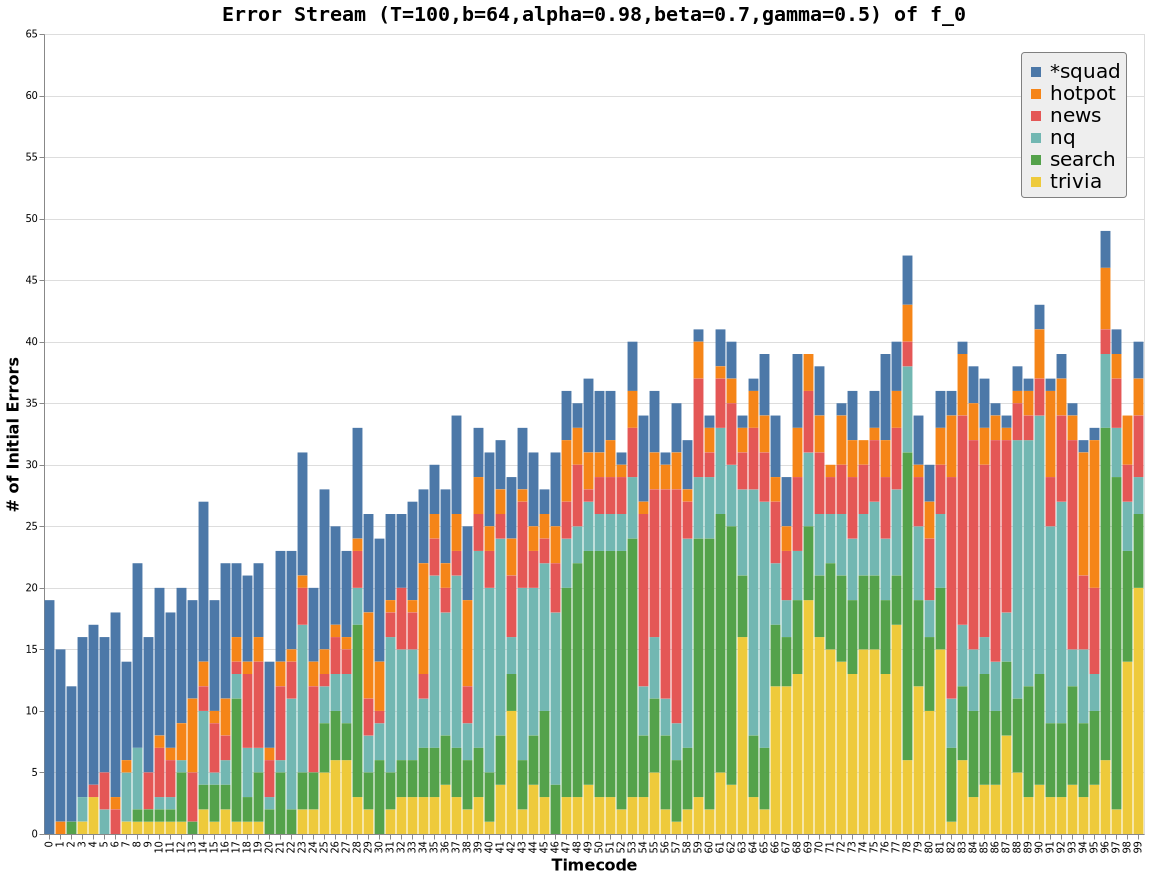 Error Stream (T=100,b=64,alpha=0.98,beta=0.7,gamma=0.5) of f_0
65
60
55
50
45
40
35
30
25
20
15
10
5
0
# of Initial Errors
*squad
hotpot
news
nq
search
trivia
0 1 2 3 4 5 6 7 8 9 10 11 12 13 14 15 16 17 18 19 20 21 22 23 24 25 26 27 28 29 30 31 32 33 34 35 36 37 38 39 40 41 42 43 44 45 46 47 48 49 50 51 52 53 54 55 56 57 58 59 60 61 62 63 64 65 66 67 68 69 70 71 72 73 74 75 76 77 78 79 80 81 82 83 84 85 86 87 88 89 90 91 92 93 94 95 96 97 98 99
Timecode